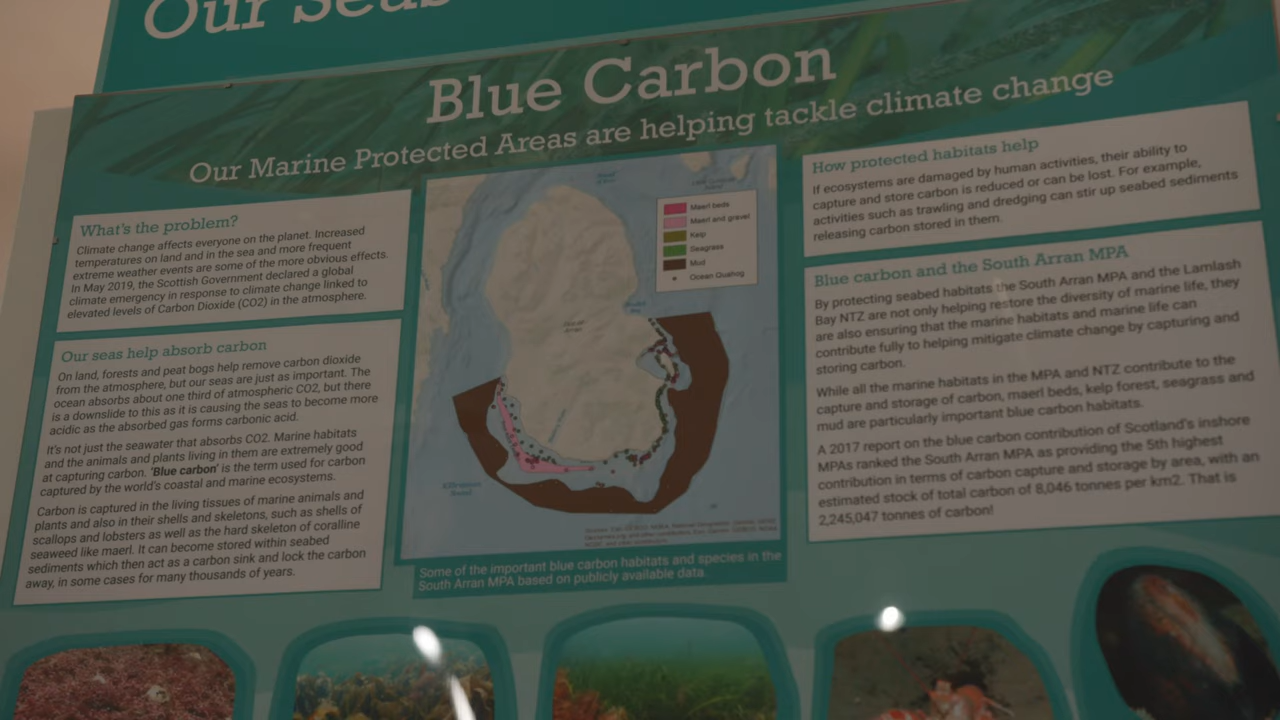 Our Seas
Blue Carbon
Our Marine Protected Areas are helping tackle climate change
What's the problem?
Climate change affects everyone on the planet. Increased
temperatures on land and in the sea and more frequent
extreme weather events are some of the more obvious effects.
In May 2019, the Scottish Government declared a global
climate emergency in response to climate change linked to
elevated levels of Carbon Dioxide (CO2) in the atmosphere.
Our seas help absorb carbon
On land, forests and peat bogs help remove carbon dioxide
from the atmosphere, but our seas are just as important. The
ocean absorbs about one third of atmospheric CO2, but there
is a downside to this as it is causing the seas to become more
acidic as the absorbed gas forms carbonic acid.
It's not just the seawater that absorbs CO2. Marine habitats
and the animals and plants living in them are extremely good
at capturing carbon. 'Blue carbon' is the term used for carbon
captured by the world's coastal and marine ecosystems.
Carbon is captured in the living tissues of marine animals and
plants and also in their shells and skeletons, such as shells of
scallops and lobsters as well as the hard skeleton of coralline
seaweed like maerl. It can become stored within seabed
sediments which then act as a carbon sink and lock the carbon
away, in some cases for many thousands of years.
Maerl beds
Maerl and gravel
Kelp
Seagrass
Mud
Ocean Quahog
Some of the important blue carbon habitats and species in the
South Arran MPA based on publicly available data.
How protected habitats help
If ecosystems are damaged by human activities, their ability to
capture and store carbon is reduced or can be lost. For example,
activities such as trawling and dredging can stir up seabed sediments
releasing carbon stored in them.
Blue carbon and the South Arran MPA
By protecting seabed habitats the South Arran MPA and the Lamlash
Bay NTZ are not only helping restore the diversity of marine life, they
are also ensuring that the marine habitats and marine life can
contribute fully to helping mitigate climate change by capturing and
storing carbon.
While all the marine habitats in the MPA and NTZ contribute to the
capture and storage of carbon, maerl beds, kelp forest, seagrass and
mud are particularly important blue carbon habitats.
A 2017 report on the blue carbon contribution of Scotland's inshore
MPAs ranked the South Arran MPA as providing the 5th highest
contribution in terms of carbon capture and storage by area, with an
estimated stock of total carbon of 8,046 tonnes per km2. That is
2,245,047 tonnes of carbon!